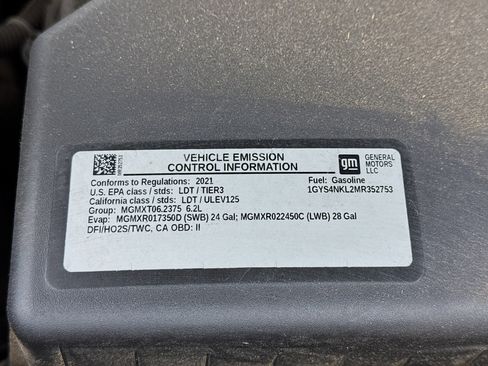 VEHICLE EMISSION
CONTROL INFORMATION
gm
GENERAL
MOTORS
LLC
Conforms to Regulations: 2021
Fuel: Gasoline
U.S. EPA class / stds: LDT / TIER3
1GYS4NKL2MR352753
California class / stds: LDT / ULEV125
Group: MGMXT06.2375 6.2L
Evap: MGMXR017350D (SWB) 24 Gal; MGMXR022450C (LWB) 28 Gal
DFI/HO2S/TWC, CA OBD: II